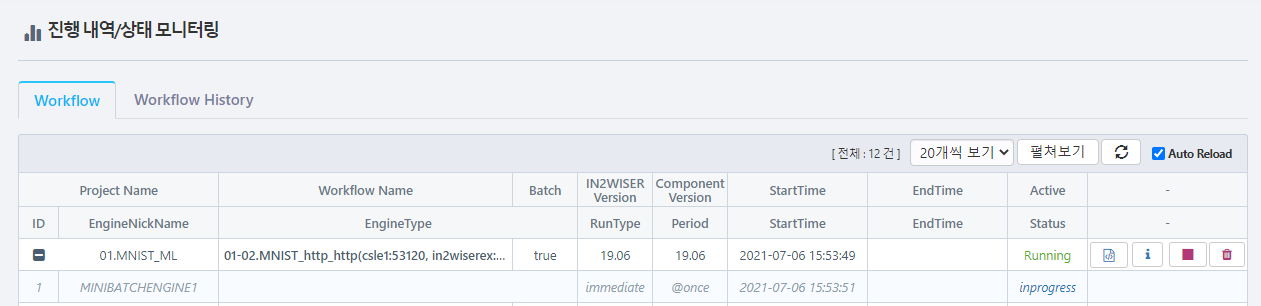 진행 내역/상태 모니터링
Workflow Workflow History
[ 전체 : 12 건 ] 20개씩 보기 펼쳐보기 Auto Reload
Project Name Workflow Name Batch IN2WISER Version Component Version StartTime EndTime Active -
ID EngineNickName EngineType RunType Period StartTime EndTime Status -
01.MNIST_ML 01-02.MNIST_http_http(csle1:53120, in2wiserex:... true 19.06 19.06 2021-07-06 15:53:49 Running
1 MINIBATCHENGINE1 immediate @once 2021-07-06 15:53:51 inprogress